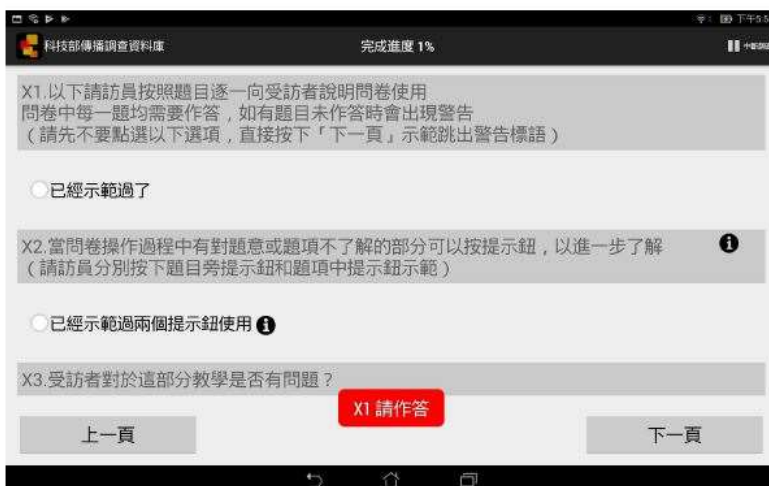 下午5:5
科技部傳播調查資料庫
完成進度 1%
X1.以下請訪員按照題目逐一向受訪者說明問卷使用
問卷中每一題均需要作答，如有題目未作答時會出現警告
（請先不要點選以下選項，直接按下「下一頁」示範跳出警告標語）
已經示範過了
X2.當問卷操作過程中有對題意或題項不了解的部分可以按提示鈕，以進一步了解
（請訪員分別按下題目旁提示鈕和題項中提示鈕示範）
已經示範過兩個提示鈕使用
X3.受訪者對於這部分教學是否有問題？
X1 請作答
上一頁
下一頁